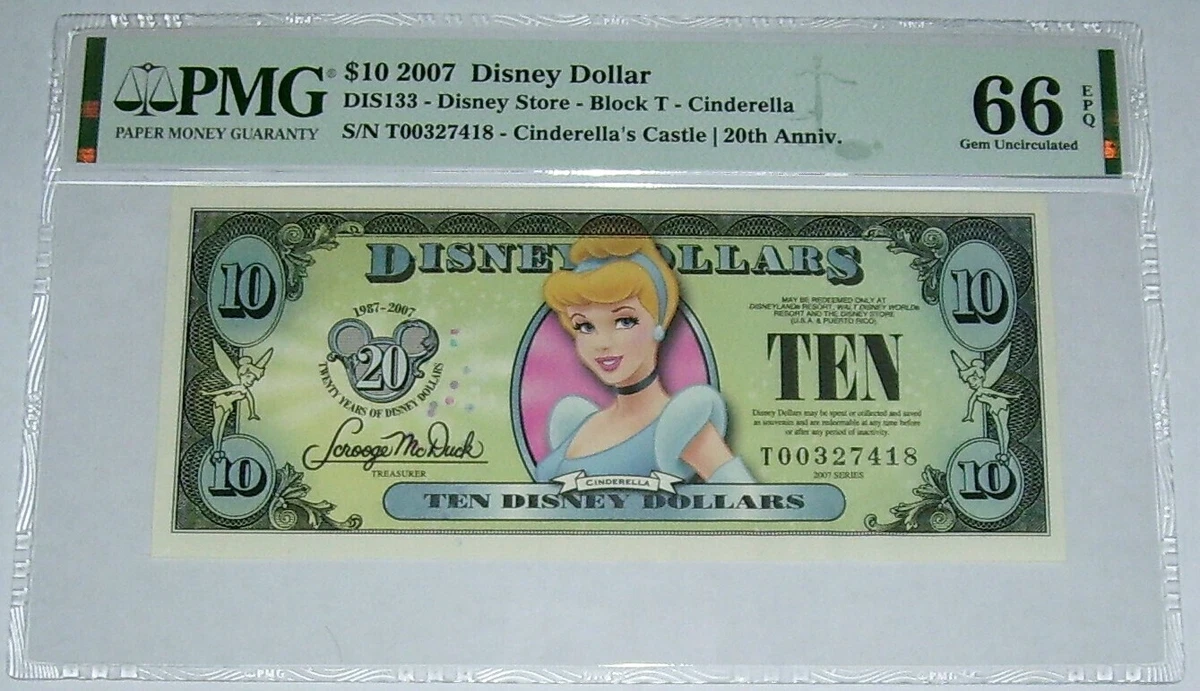 PMG®
PAPER MONEY GUARANTY
$10 2007 Disney Dollar
DIS133 - Disney Store - Block T - Cinderella
S/N T00327418 - Cinderella's Castle | 20th Anniv.
66
EPQ
Gem Uncirculated
DISNEY DOLLARS
10
10
1987-2007
20
TWENTY YEARS OF DISNEY DOLLARS
MAY BE REDEEMED ONLY AT
DISNEYLAND® RESORT, WALT DISNEY WORLD®
RESORT AND THE DISNEY STORE
(U.S.A. & PUERTO RICO)
TEN
Disney Dollars may be spent or collected and saved
as souvenirs and are redeemable at any time before
or after any period of inactivity.
Scrooge McDuck
TREASURER
T00327418
2007 SERIES
10
10
CINDERELLA
TEN DISNEY DOLLARS
PMG
PMG